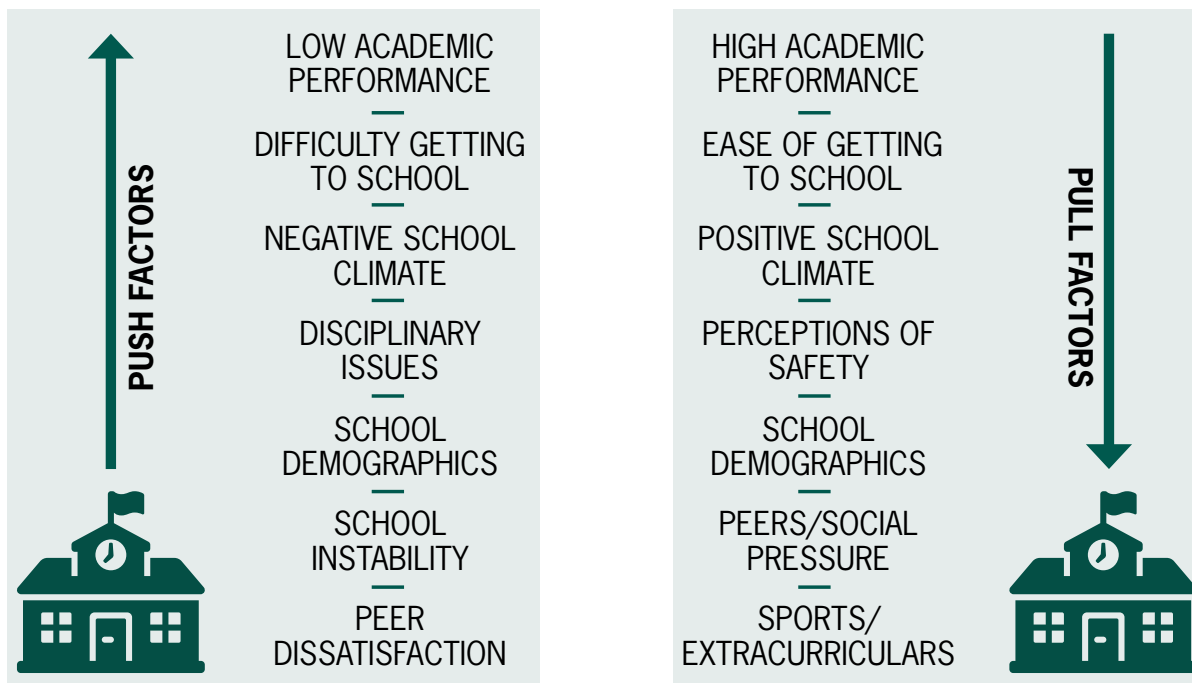 PUSH FACTORS
LOW ACADEMIC
PERFORMANCE
DIFFICULTY GETTING
TO SCHOOL
NEGATIVE SCHOOL
CLIMATE
DISCIPLINARY
ISSUES
SCHOOL
DEMOGRAPHICS
SCHOOL
INSTABILITY
PEER
DISSATISFACTION
HIGH ACADEMIC
PERFORMANCE
EASE OF GETTING
TO SCHOOL
POSITIVE SCHOOL
CLIMATE
PERCEPTIONS OF
SAFETY
SCHOOL
DEMOGRAPHICS
PEERS/SOCIAL
PRESSURE
SPORTS/
EXTRACURRICULARS
PULL FACTORS